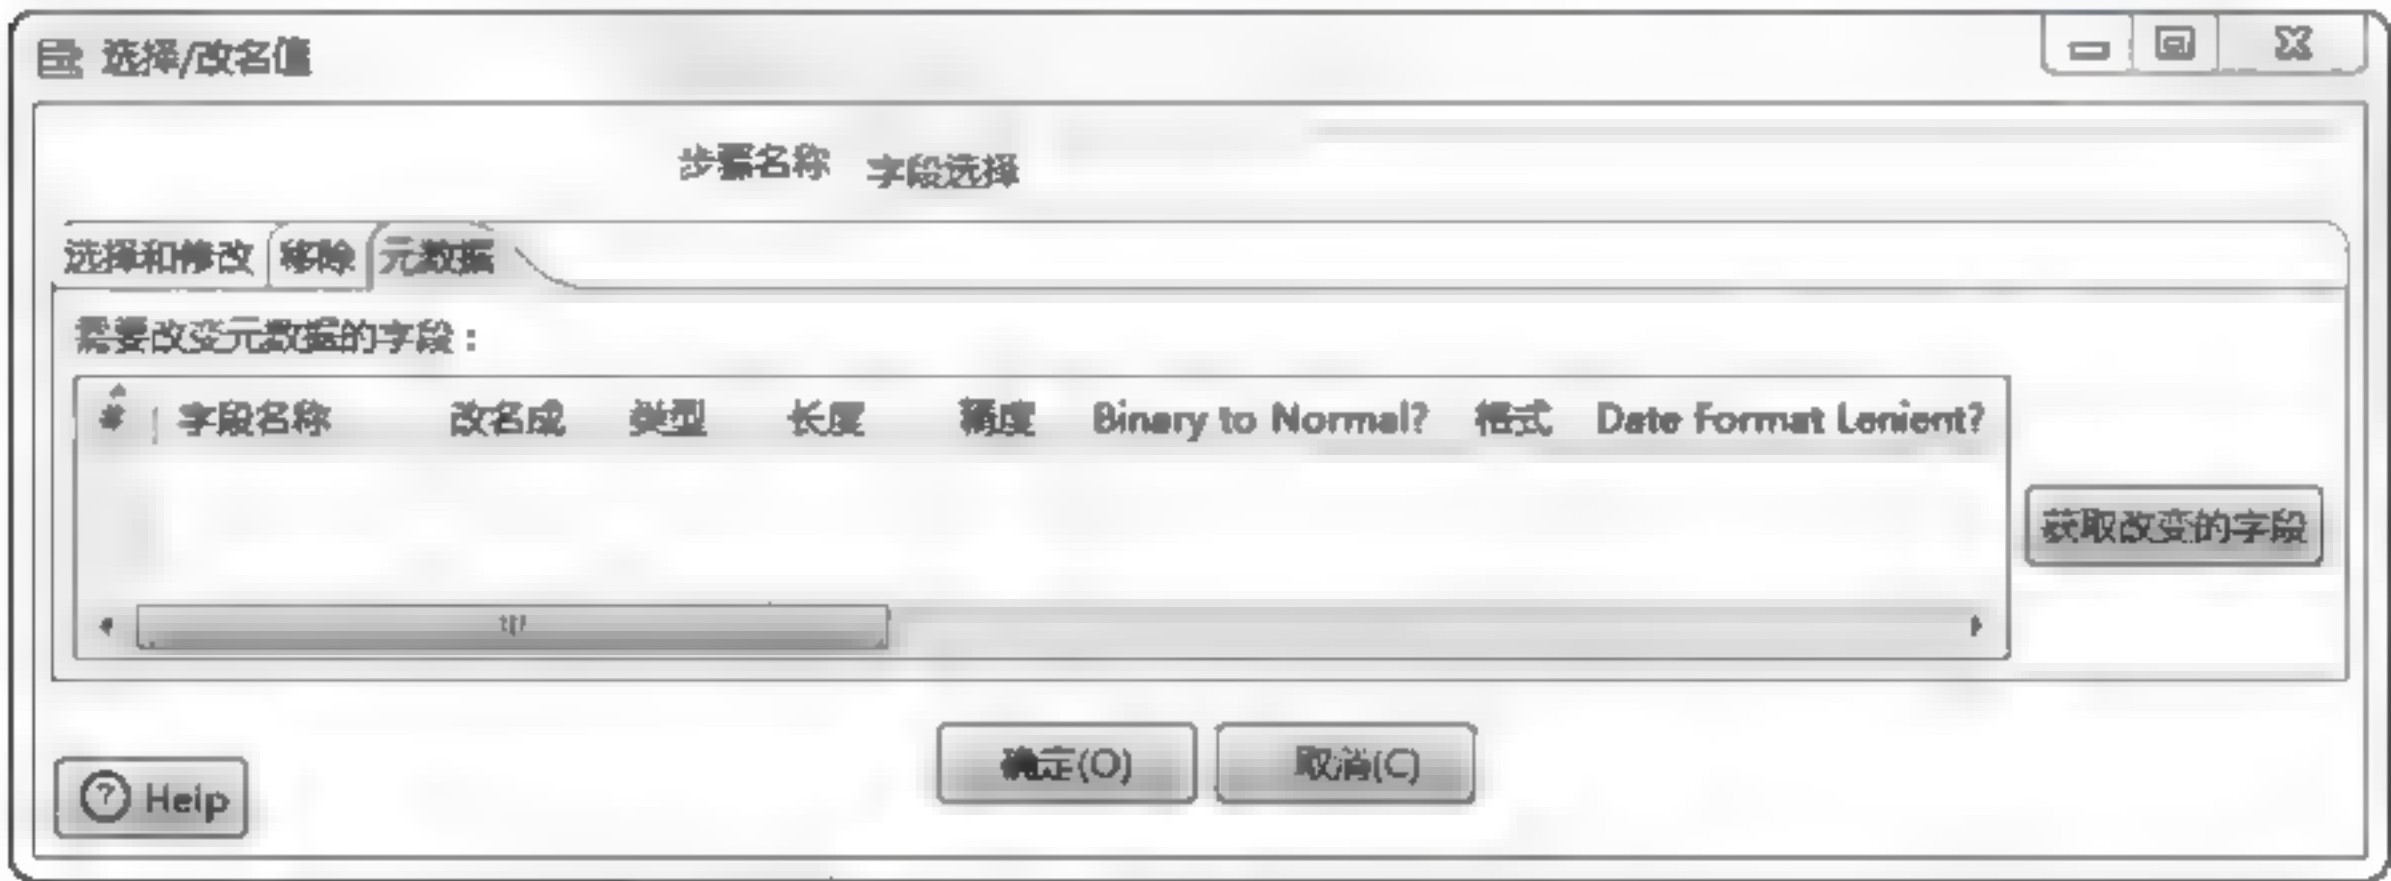 选择/改名值
步骤名称 字段选择
选择和修改 移除 元数据
需要改变元数据的字段：
# 字段名称 改名成 类型 长度 精度 Binary to Normal? 格式 Date Format Lenient?
获取改变的字段
确定(O) 取消(C)
Help